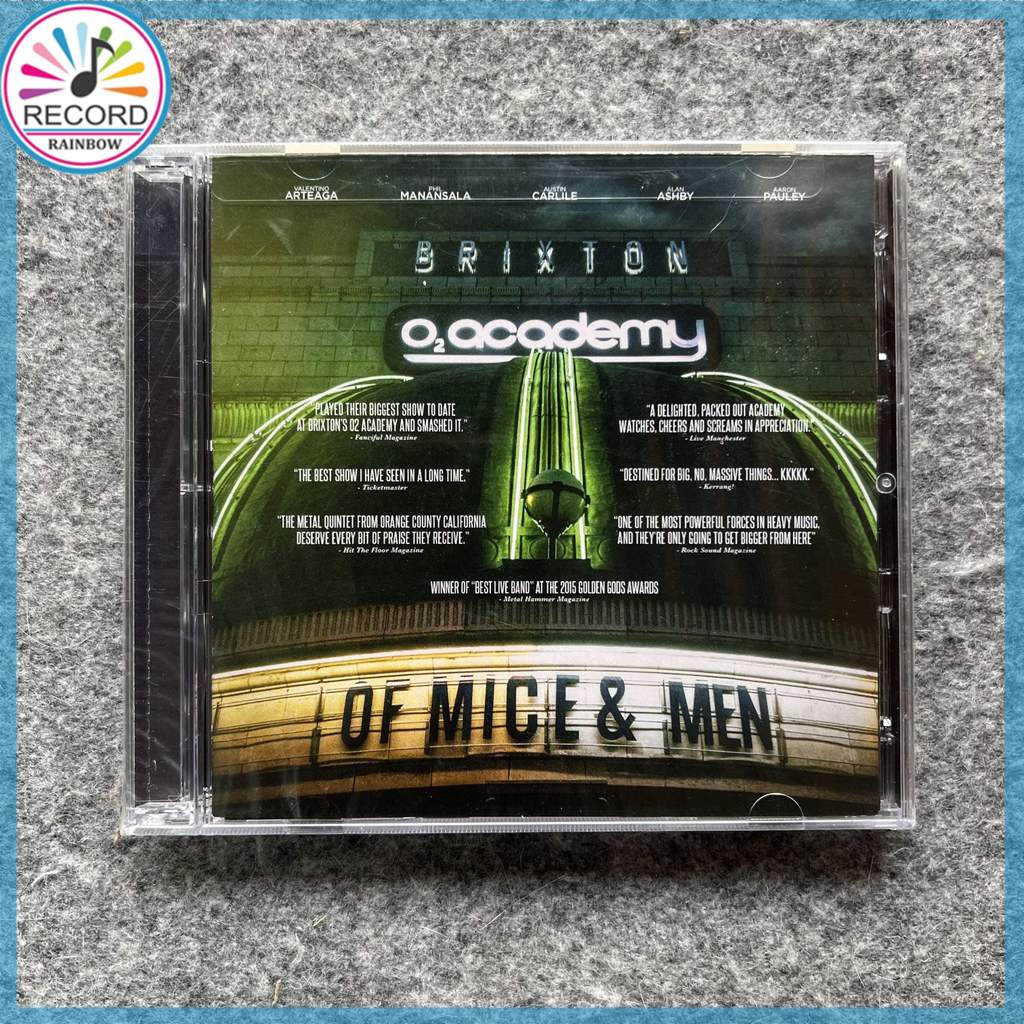 RECORD
RAINBOW
VALENTINO ARTEAGA
PHIL MANANSALA
AUSTIN CARLILE
ALAN ASHBY
AARON PAULEY
BRIXTON
O2 academy
"PLAYED THEIR BIGGEST SHOW TO DATE
AT BRIXTON'S O2 ACADEMY AND SMASHED IT."
- Fanciful Magazine
"A DELIGHTED, PACKED OUT ACADEMY
WATCHES, CHEERS AND SCREAMS IN APPRECIATION."
- Live Manchester
"THE BEST SHOW I HAVE SEEN IN A LONG TIME."
- Ticketmaster
"DESTINED FOR BIG, NO, MASSIVE THINGS... KKKKK."
- Kerrang!
"THE METAL QUINTET FROM ORANGE COUNTY CALIFORNIA
DESERVE EVERY BIT OF PRAISE THEY RECEIVE."
- Hit The Floor Magazine
"ONE OF THE MOST POWERFUL FORCES IN HEAVY MUSIC,
AND THEY'RE ONLY GOING TO GET BIGGER FROM HERE"
- Rock Sound Magazine
WINNER OF "BEST LIVE BAND" AT THE 2015 GOLDEN GODS AWARDS
- Metal Hammer Magazine
OF MICE & MEN